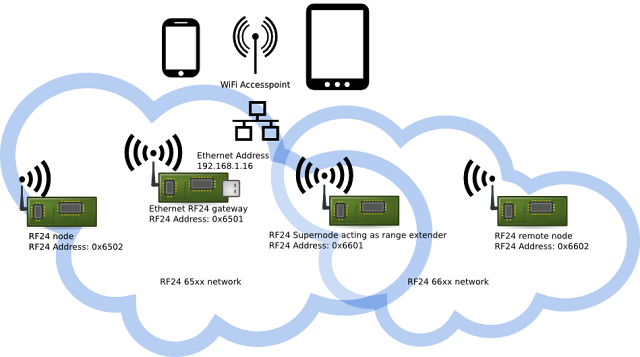 WiFi Accesspoint
Ethernet Address
192.168.1.16
Ethernet RF24 gateway
RF24 Address: 0x6501
RF24 node
RF24 Address: 0x6502
RF24 Supernode acting as range extender
RF24 Address: 0x6601
RF24 remote node
RF24 Address: 0x6602
RF24 65xx network
RF24 66xx network